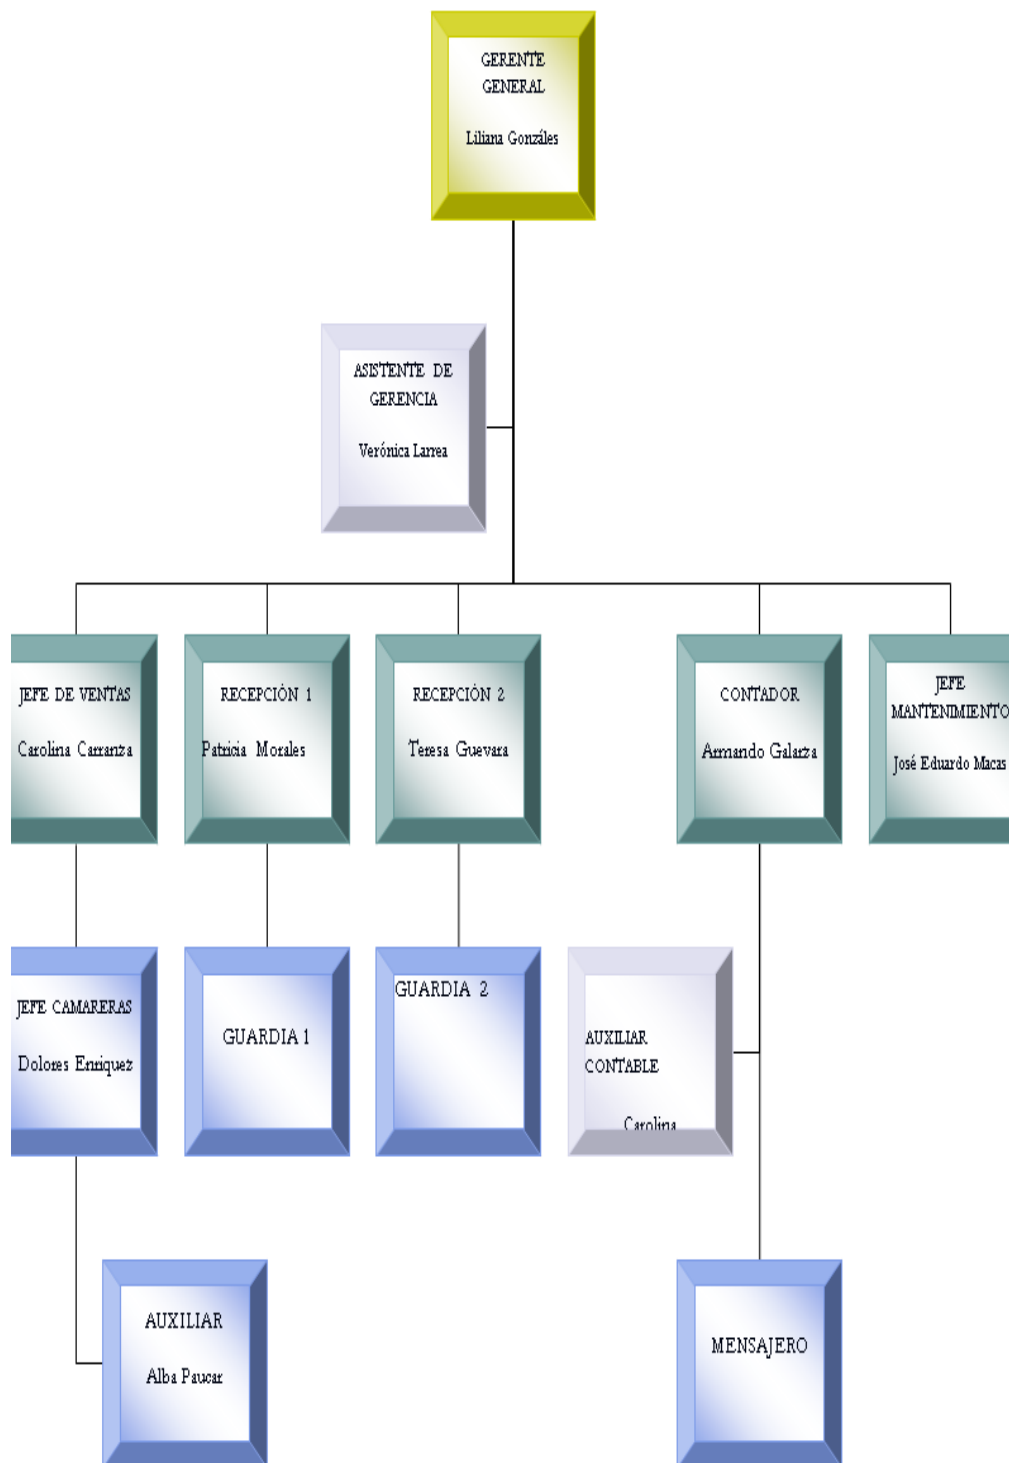 GERENTE
GENERAL
Liliana Gonzáles
ASISTENTE DE
GERENCIA
Verónica Larrea
JEFE DE VENTAS
Carolina Carranza
RECEPCIÓN 1
Patricia Morales
RECEPCIÓN 2
Teresa Guevara
CONTADOR
Armando Galarza
JEFE
MANTENIMIENTO
José Eduardo Macas
JEFE CAMARERAS
Dolores Enriquez
GUARDIA 1
GUARDIA 2
AUXILIAR
CONTABLE
Carolina
AUXILIAR
Alba Paucar
MENSAJERO